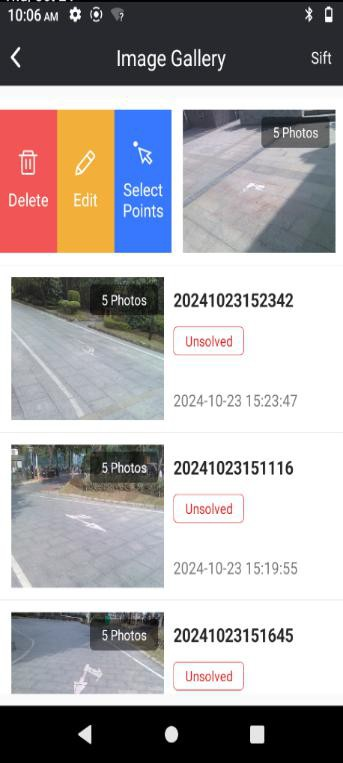 10:06 AM
Image Gallery
Sift
Delete
Edit
Select
Points
5 Photos
5 Photos
20241023152342
Unsolved
2024-10-23 15:23:47
5 Photos
20241023151116
Unsolved
2024-10-23 15:19:55
5 Photos
20241023151645
Unsolved